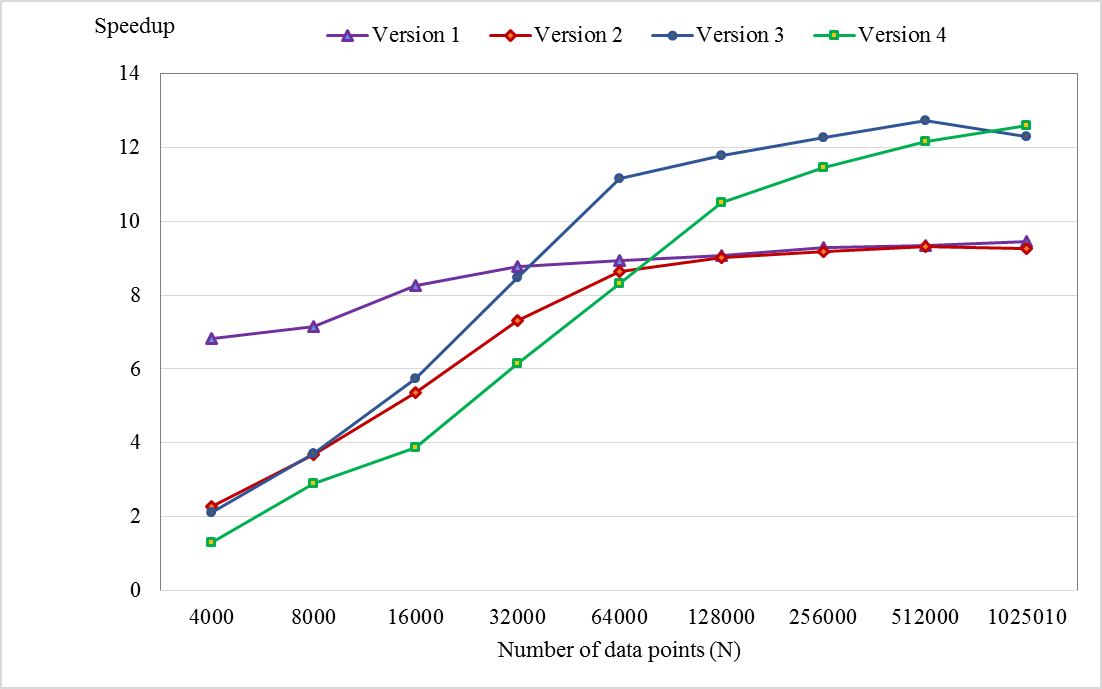 Speedup
Version 1 Version 2 Version 3 Version 4
14
12
10
8
6
4
2
0
4000 8000 16000 32000 64000 128000 256000 512000 1025010
Number of data points (N)